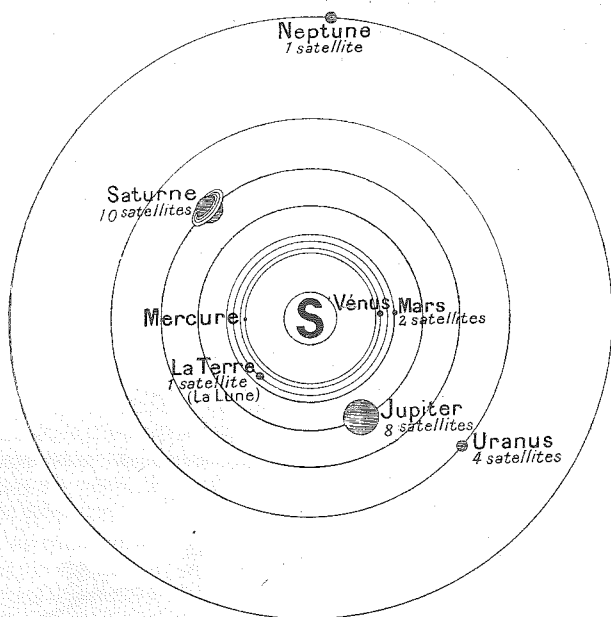 Neptune
1 satellite
Saturne
10 satellites
Mercure
S
Vénus
Mars
2 satellites
La Terre
1 satellite
(La Lune)
Jupiter
8 satellites
Uranus
4 satellites